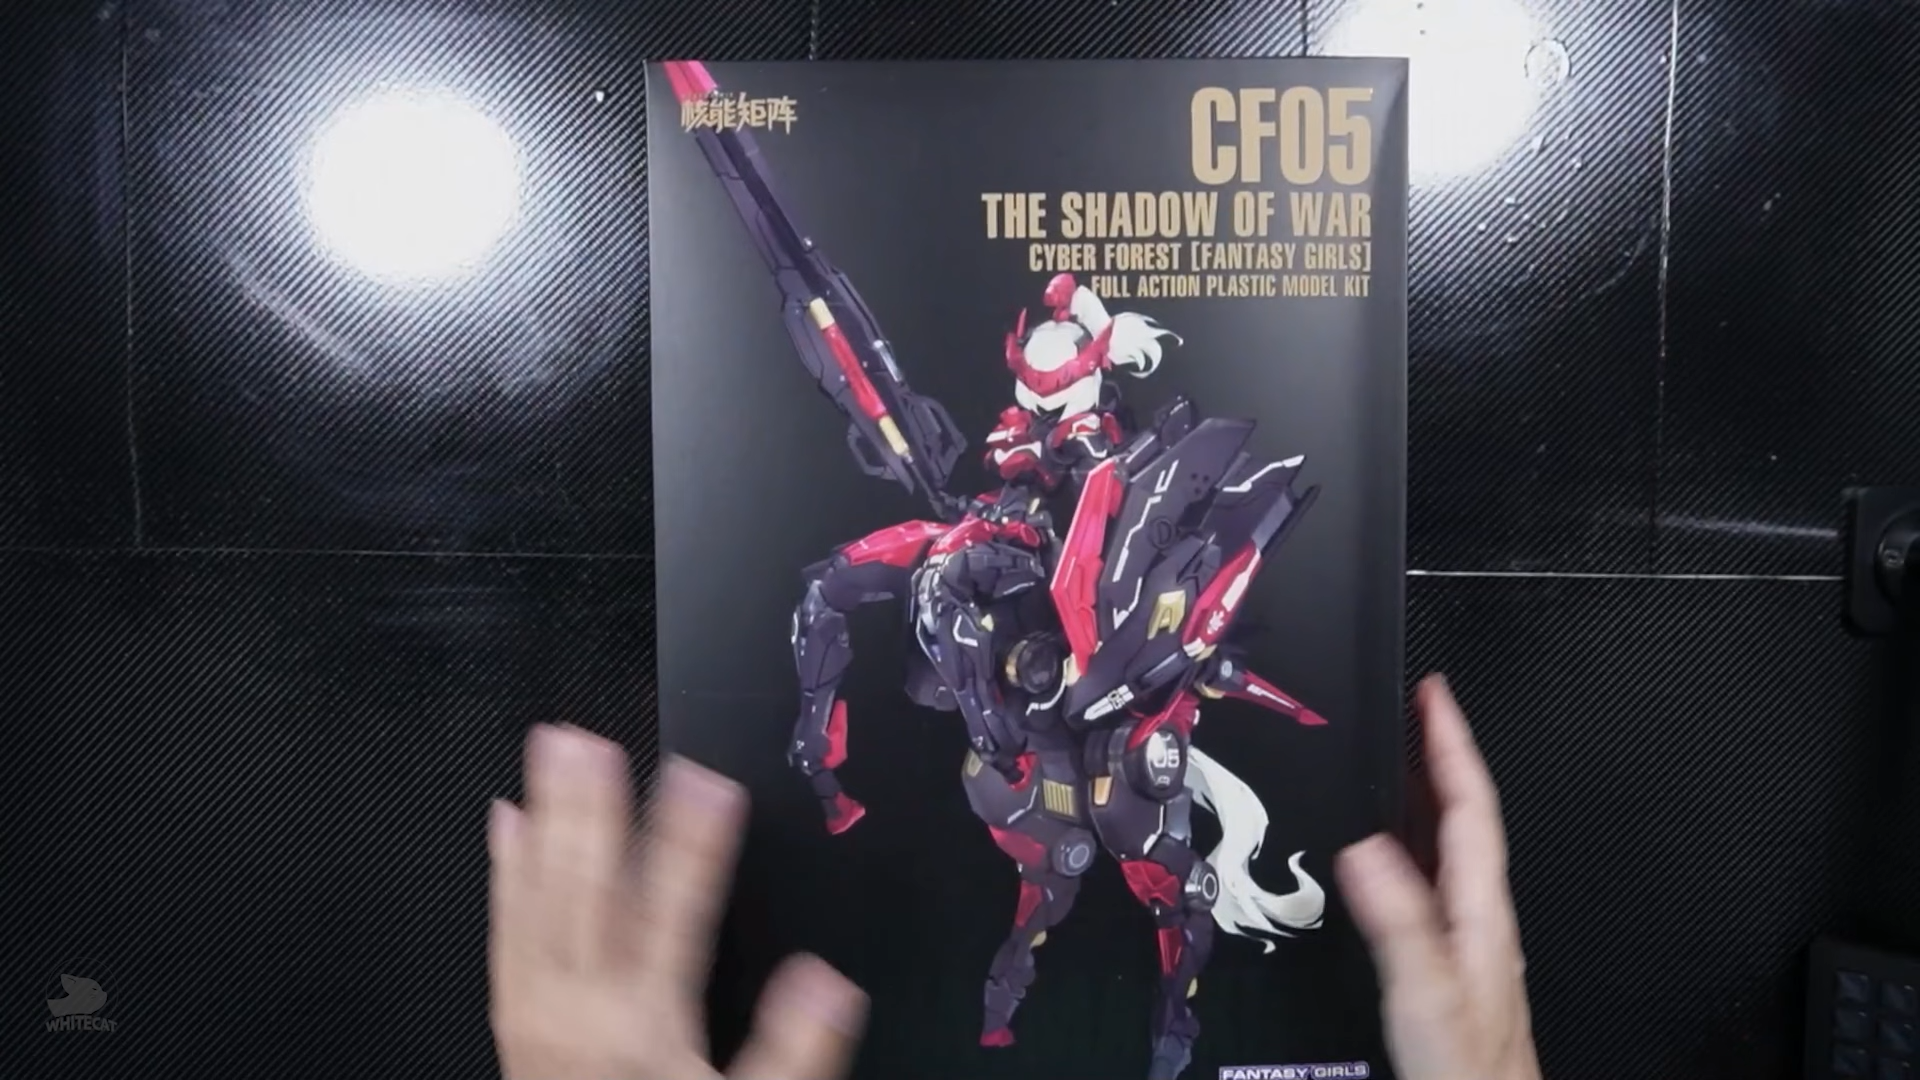 核能矩阵
CF05
THE SHADOW OF WAR
CYBER FOREST [FANTASY GIRLS]
FULL ACTION PLASTIC MODEL KIT
A
05
FANTASY GIRLS
WHITECAT